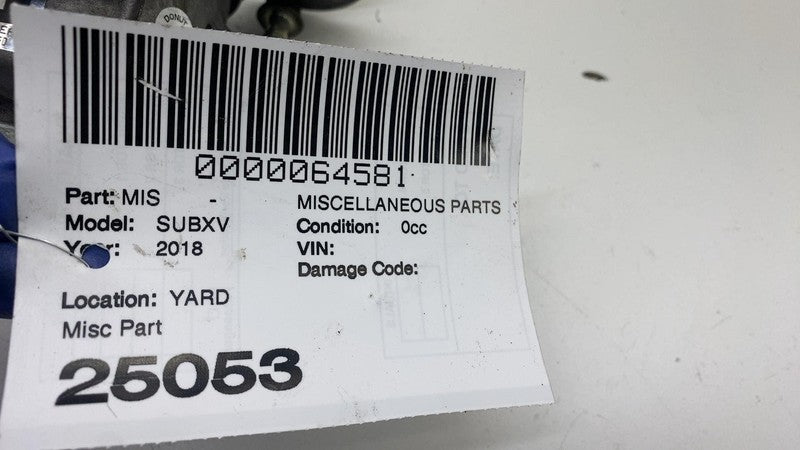 DONUT
0000064581
Part: MIS - MISCELLANEOUS PARTS
Model: SUBXV Condition: 0cc
Year: 2018 VIN:
Damage Code:
Location: YARD
Misc Part
25053